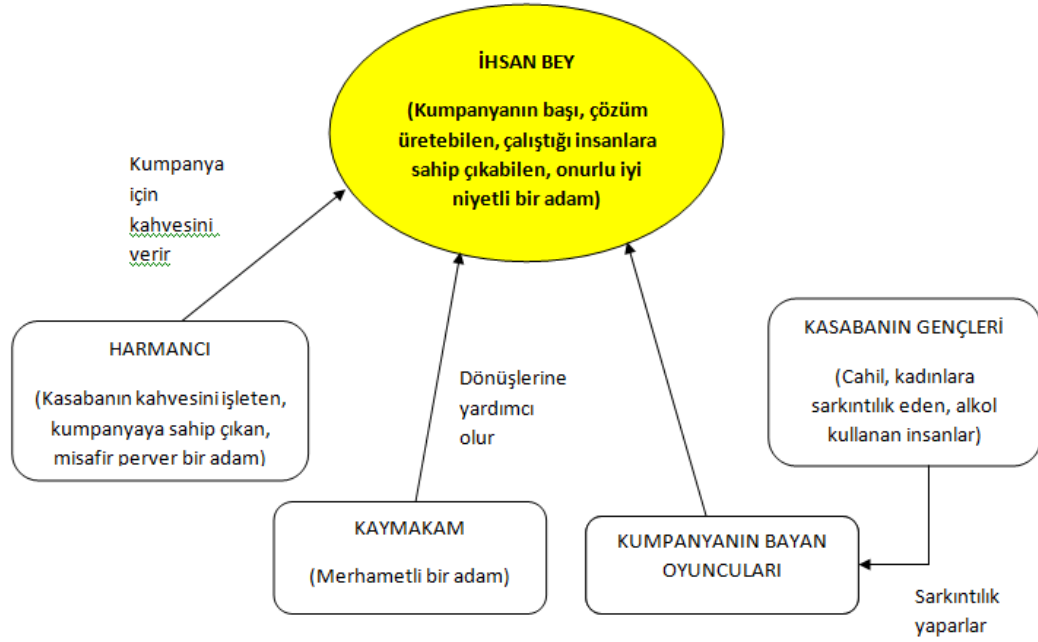 İHSAN BEY
(Kumpanyanın başı, çözüm
üretebilen, çalıştığı insanlara
sahip çıkabilen, onurlu iyi
niyetli bir adam)
Kumpanya
için
kahvesini
verir
HARMANCI
(Kasabanın kahvesini işleten,
kumpanyaya sahip çıkan,
misafir perver bir adam)
Dönüşlerine
yardımcı
olur
KASABANIN GENÇLERİ
(Cahil, kadınlara
sarkıntılık eden, alkol
kullanan insanlar)
KAYMAKAM
(Merhametli bir adam)
KUMPANYANIN BAYAN
OYUNCULARI
Sarkıntılık
yaparlar